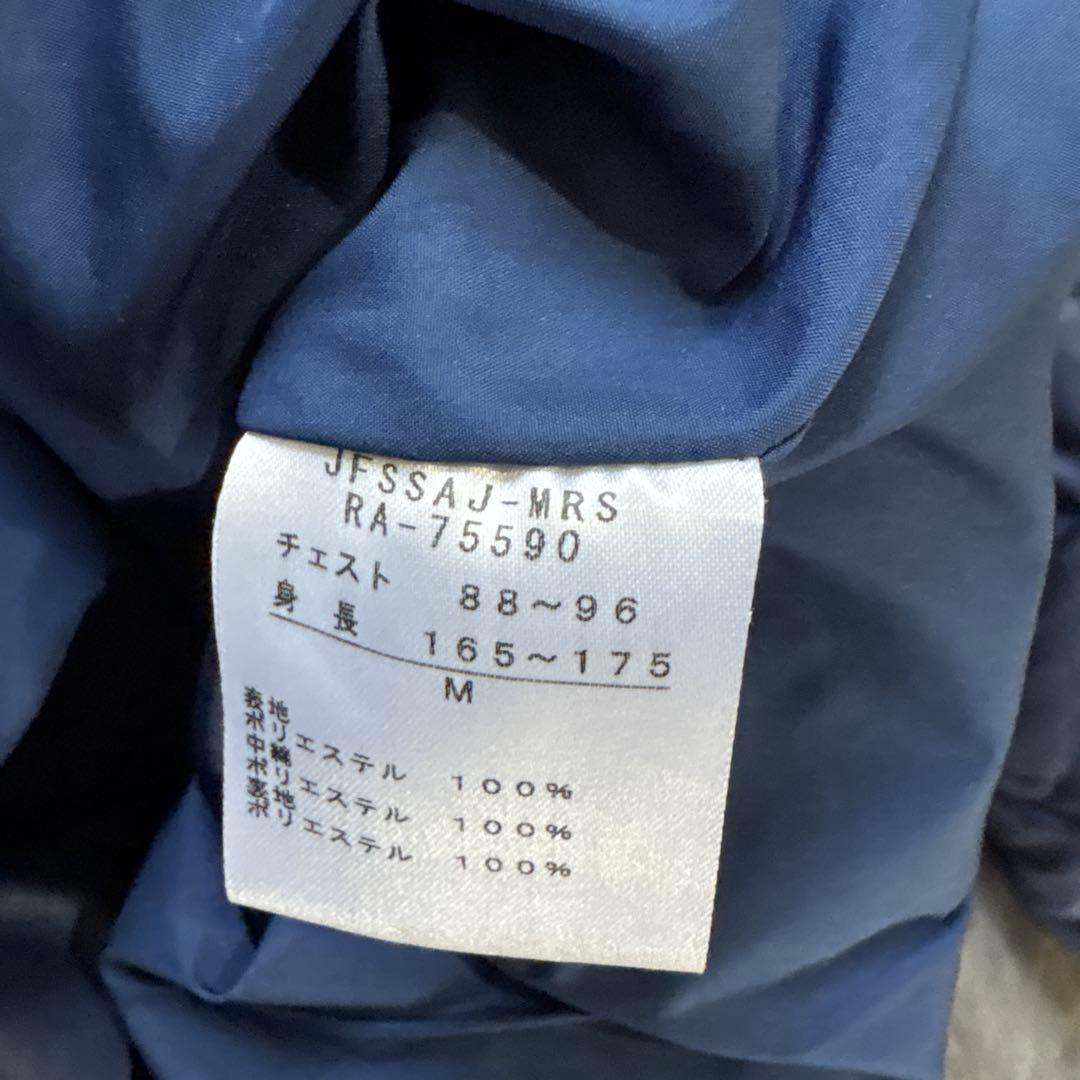 JFSSAJ-MRS
RA-75590
チェスト 88～96
身長 165～175
M
表地
ポリエステル 100%
中綿
ポリエステル 100%
裏地
ポリエステル 100%